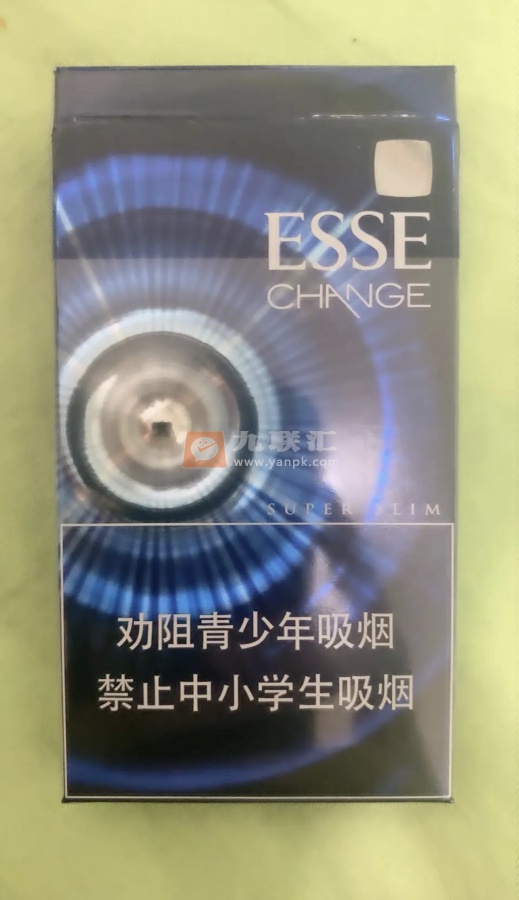 ESSE
CHANGE
九联汇
www.yanpk.com
SUPER SLIM
劝阻青少年吸烟
禁止中小学生吸烟